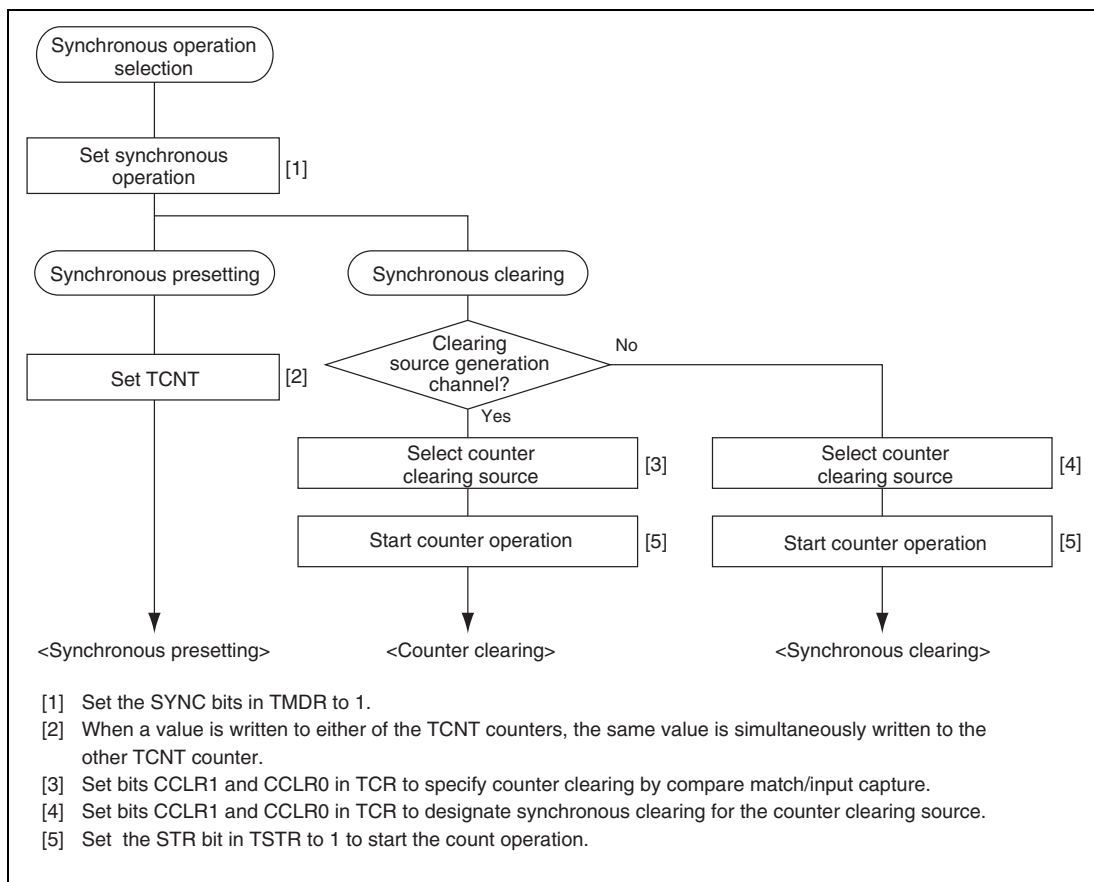 Synchronous operation
selection
Set synchronous
operation
[1]
Synchronous presetting
Synchronous clearing
Clearing
source generation
channel?
No
Set TCNT
[2]
Yes
Select counter
clearing source
[3]
Select counter
clearing source
[4]
Start counter operation
[5]
Start counter operation
[5]
<Synchronous presetting>
<Counter clearing>
<Synchronous clearing>
[1] Set the SYNC bits in TMDR to 1.
[2] When a value is written to either of the TCNT counters, the same value is simultaneously written to the
other TCNT counter.
[3] Set bits CCLR1 and CCLR0 in TCR to specify counter clearing by compare match/input capture.
[4] Set bits CCLR1 and CCLR0 in TCR to designate synchronous clearing for the counter clearing source.
[5] Set the STR bit in TSTR to 1 to start the count operation.